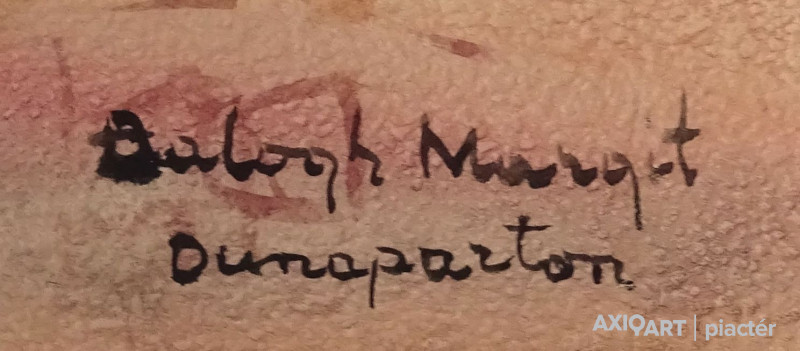 Balogh Margit
Dunaparton
AXIOART | piactér